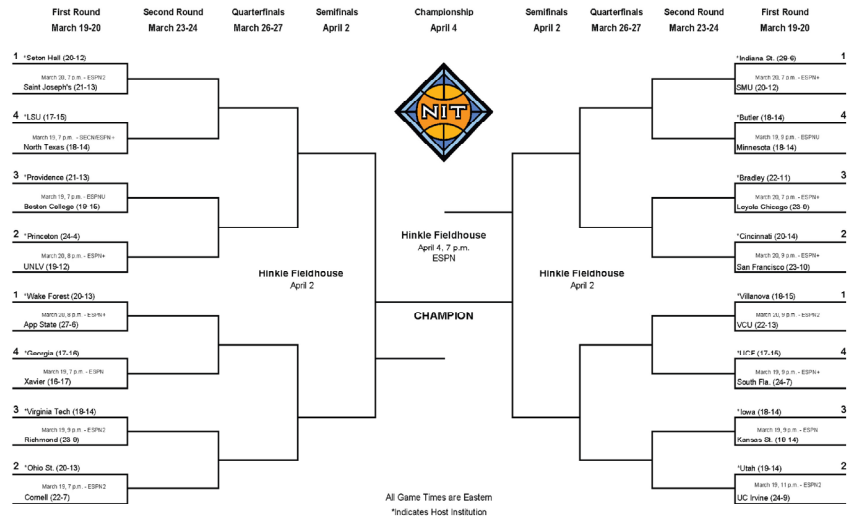 First Round Second Round Quarterfinals Semifinals Championship Semifinals Quarterfinals Second Round First Round
March 19-20 March 23-24 March 26-27 April 2 April 4 April 2 March 26-27 March 23-24 March 19-20
1 *Seton Hall (20-12)
March 20, 7 p.m. - ESPN2
Saint Joseph's (21-13)
4 *LSU (17-15)
March 19, 7 p.m. - SECN/ESPN+
North Texas (18-14)
3 *Providence (21-13)
March 19, 7 p.m. - ESPNU
Boston College (19-15)
2 *Princeton (24-4)
March 20, 8 p.m. - ESPN+
UNLV (19-12)
Hinkle Fieldhouse
April 2
1 *Wake Forest (20-13)
March 20, 8 p.m. - ESPN+
App State (27-6)
4 *Georgia (17-16)
March 19, 7 p.m. - ESPN
Xavier (16-17)
3 *Virginia Tech (18-14)
March 19, 9 p.m. - ESPN2
Richmond (23-9)
2 *Ohio St. (20-13)
March 19, 7 p.m. - ESPN2
Cornell (22-7)
NIT
Hinkle Fieldhouse
April 4, 7 p.m.
ESPN
CHAMPION
All Game Times are Eastern
*Indicates Host Institution
*Indiana St. (28-6) 1
March 20, 7 p.m. - ESPN+
SMU (20-12)
*Butler (18-14) 4
March 19, 9 p.m. - ESPNU
Minnesota (18-14)
*Bradley (22-11) 3
March 20, 7 p.m. - ESPN+
Loyola Chicago (23-9)
*Cincinnati (20-14) 2
March 20, 9 p.m. - ESPN+
San Francisco (23-10)
Hinkle Fieldhouse
April 2
*Villanova (18-15) 1
March 20, 9 p.m. - ESPN2
VCU (22-13)
*UCF (17-15) 4
March 19, 9 p.m. - ESPN+
South Fla. (24-7)
*Iowa (18-14) 3
March 19, 9 p.m. - ESPN
Kansas St. (19-14)
*Utah (19-14) 2
March 19, 11 p.m. - ESPN2
UC Irvine (24-9)